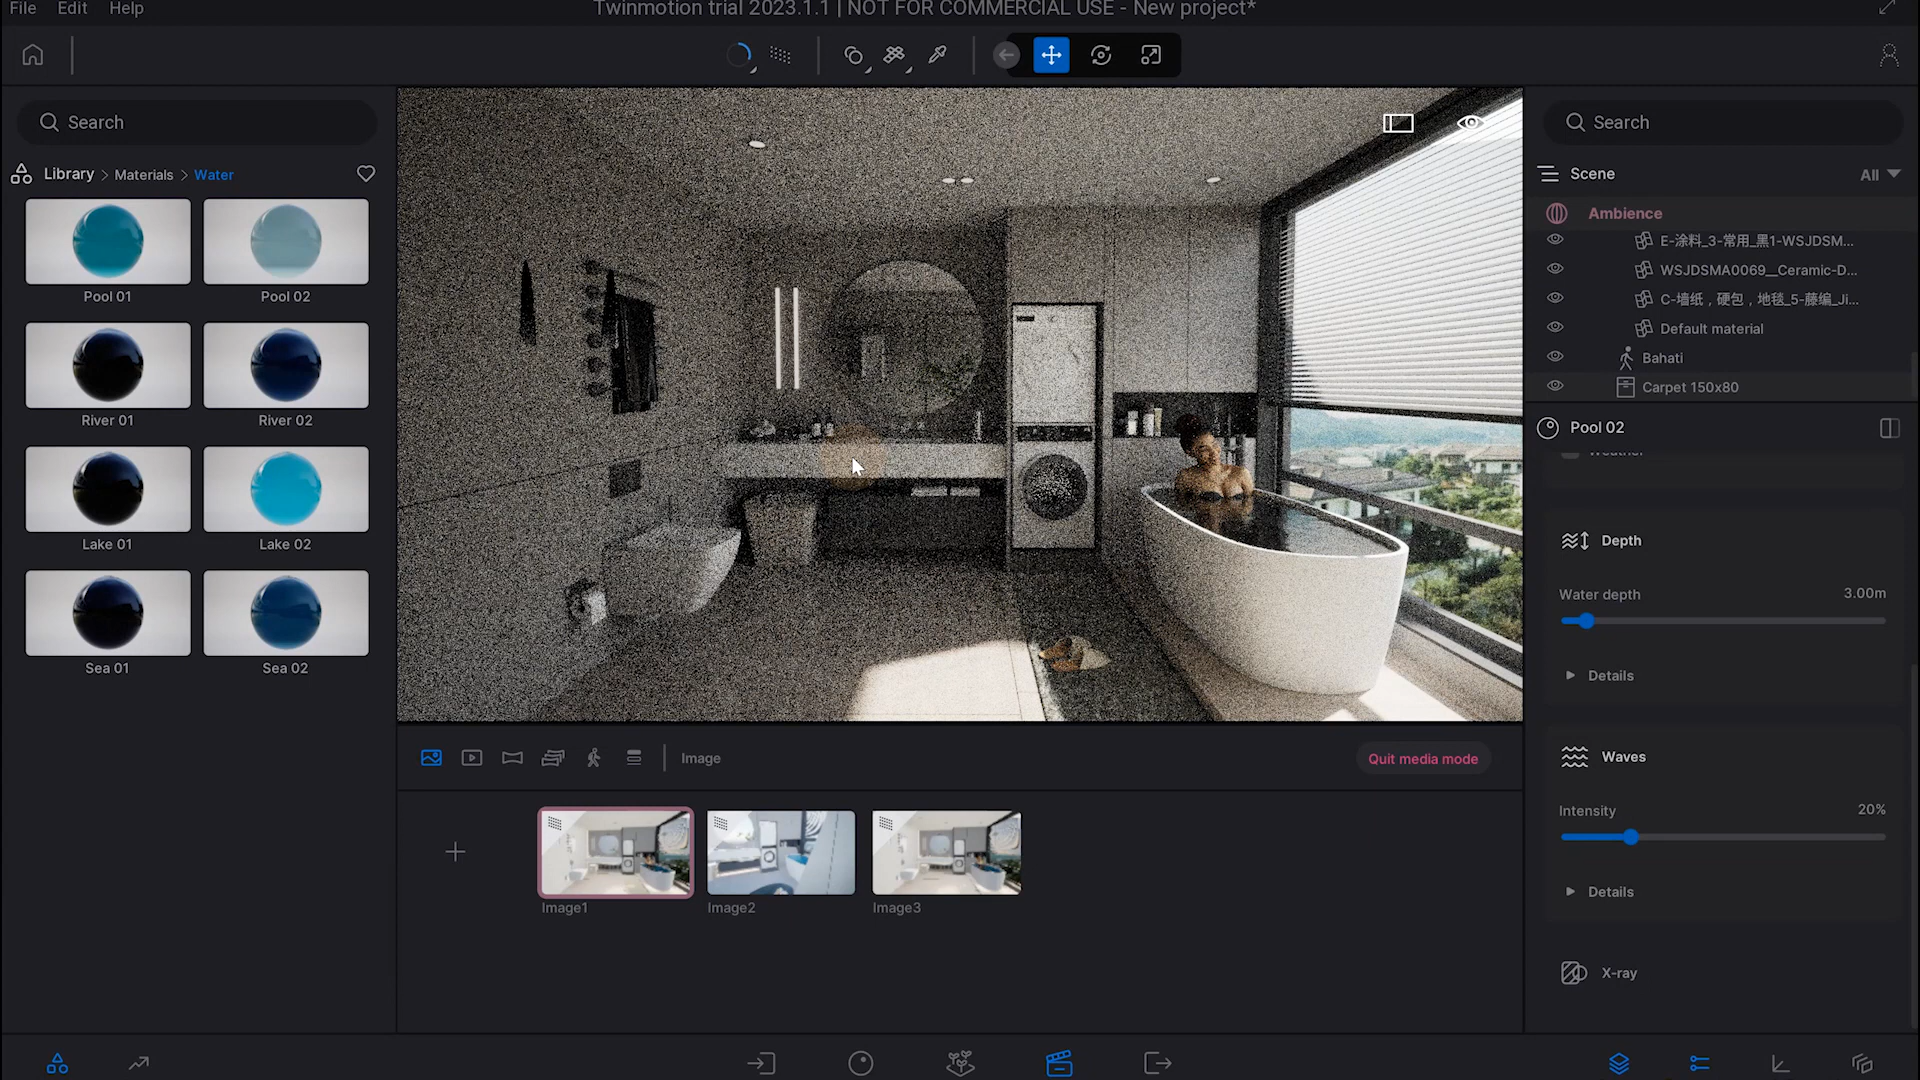 File Edit Help
Twinmotion trial 2023.1.1 | NOT FOR COMMERCIAL USE - New project*
Search
Library > Materials > Water
Pool 01
Pool 02
River 01
River 02
Lake 01
Lake 02
Sea 01
Sea 02
Image
Quit media mode
Image1
Image2
Image3
Search
Scene
All
Ambience
E-涂料_3-常用_黑1-WSJDSM...
WSJDSMA0069__Ceramic-D...
C-墙纸，硬包，地毯_5-藤编_Ji...
Default material
Bahati
Carpet 150x80
Pool 02
Weather
Depth
Water depth 3.00m
Details
Waves
Intensity 20%
Details
X-ray